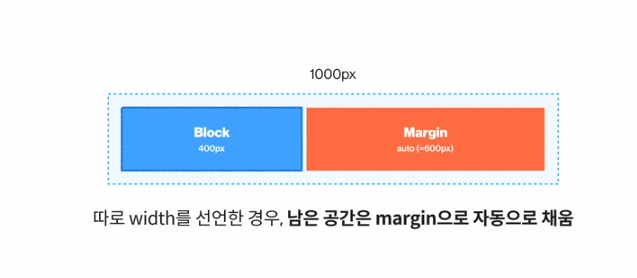 1000px
Block
400px
Margin
auto (=600px)
따로 width를 선언한 경우, 남은 공간은 margin으로 자동으로 채움